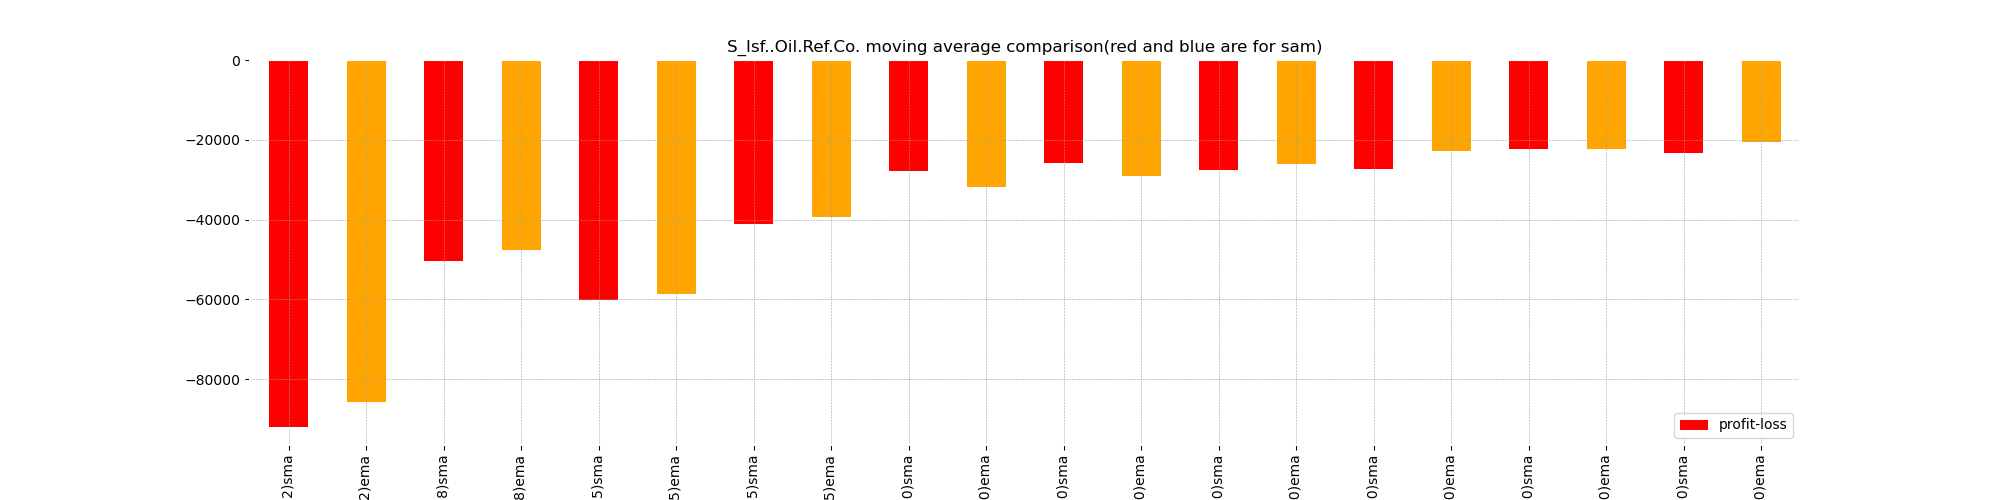 S_Isf..Oil.Ref.Co. moving average comparison(red and blue are for sam)
0
−20000
−40000
−60000
−80000
profit-loss
2)sma
2)ema
8)sma
8)ema
5)sma
5)ema
5)sma
5)ema
0)sma
0)ema
0)sma
0)ema
0)sma
0)ema
0)sma
0)ema
0)sma
0)ema
0)sma
0)ema